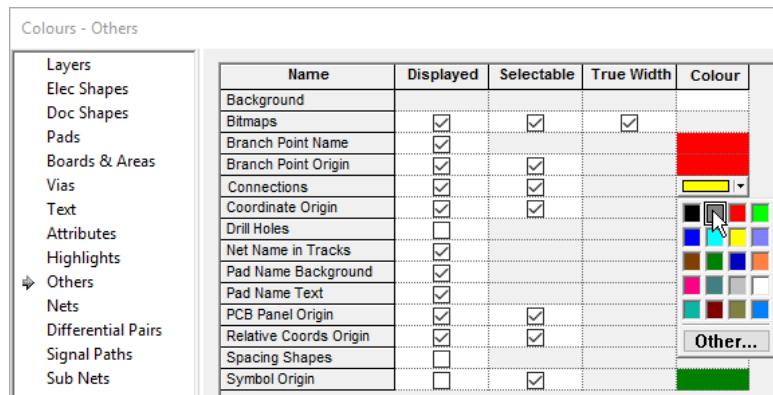 Colours - Others
Layers
Elec Shapes
Doc Shapes
Pads
Boards & Areas
Vias
Text
Attributes
Highlights
Others
Nets
Differential Pairs
Signal Paths
Sub Nets
Name Displayed Selectable True Width Colour
Background
Bitmaps
Branch Point Name
Branch Point Origin
Connections
Coordinate Origin
Drill Holes
Net Name in Tracks
Pad Name Background
Pad Name Text
PCB Panel Origin
Relative Coords Origin
Spacing Shapes
Symbol Origin
Other...